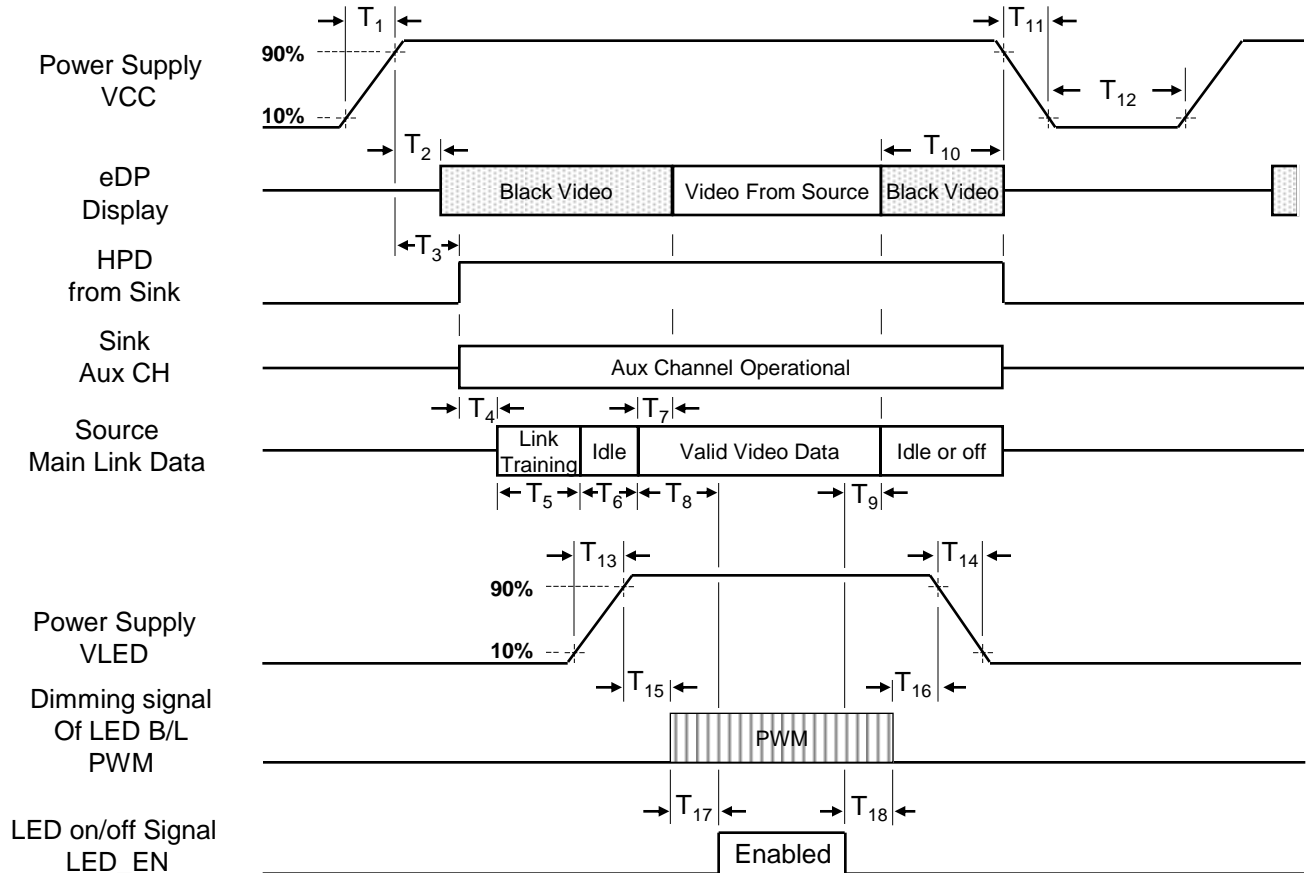 T1
T11
90%
Power Supply
VCC
10%
T12
T2
T10
eDP
Display
Black Video
Video From Source
Black Video
T3
HPD
from Sink
Sink
Aux CH
Aux Channel Operational
T4
T7
Source
Main Link Data
Link
Training
Idle
Valid Video Data
Idle or off
T5
T6
T8
T9
T13
T14
90%
Power Supply
VLED
10%
T15
T16
Dimming signal
Of LED B/L
PWM
PWM
T17
T18
LED on/off Signal
LED EN
Enabled